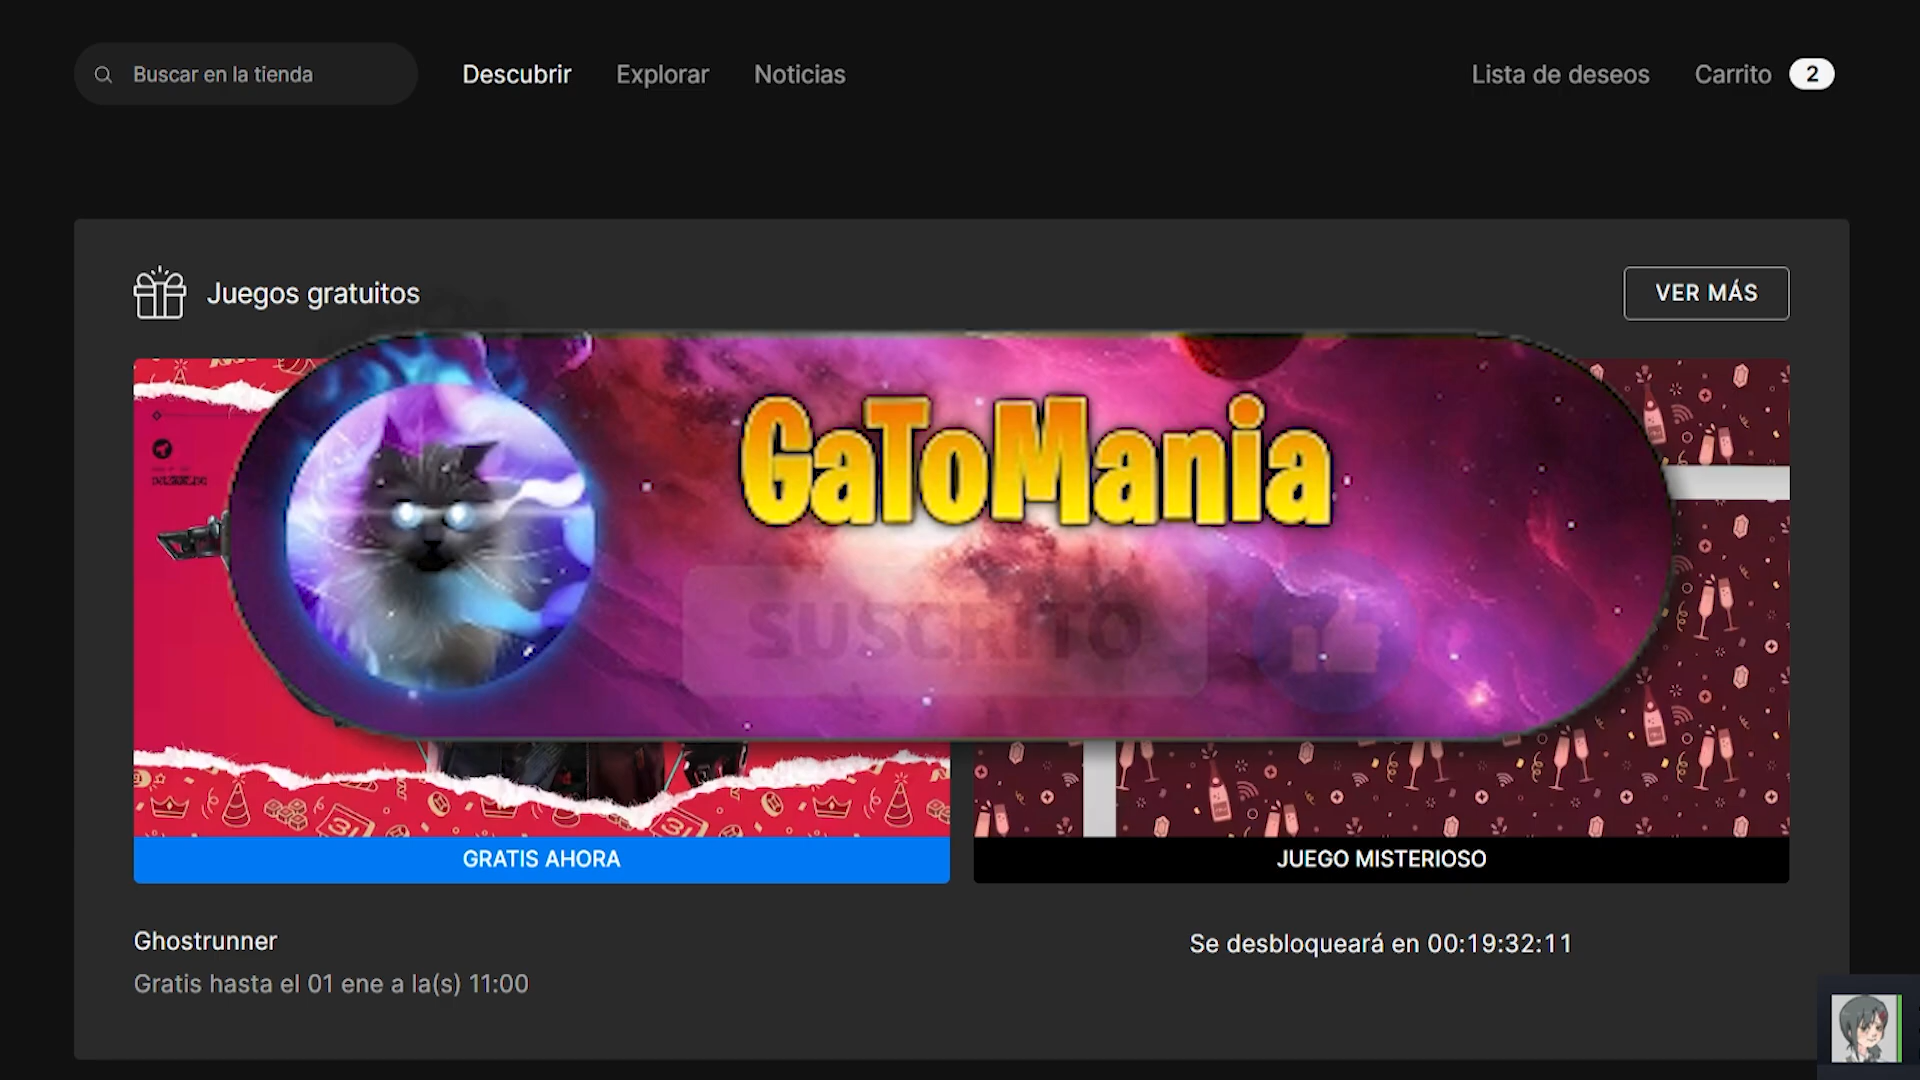 Buscar en la tienda
Descubrir
Explorar
Noticias
Lista de deseos
Carrito 2
Juegos gratuitos
VER MÁS
GaToMania
SUSCRITO
GRATIS AHORA
JUEGO MISTERIOSO
Ghostrunner
Gratis hasta el 01 ene a la(s) 11:00
Se desbloqueará en 00:19:32:11